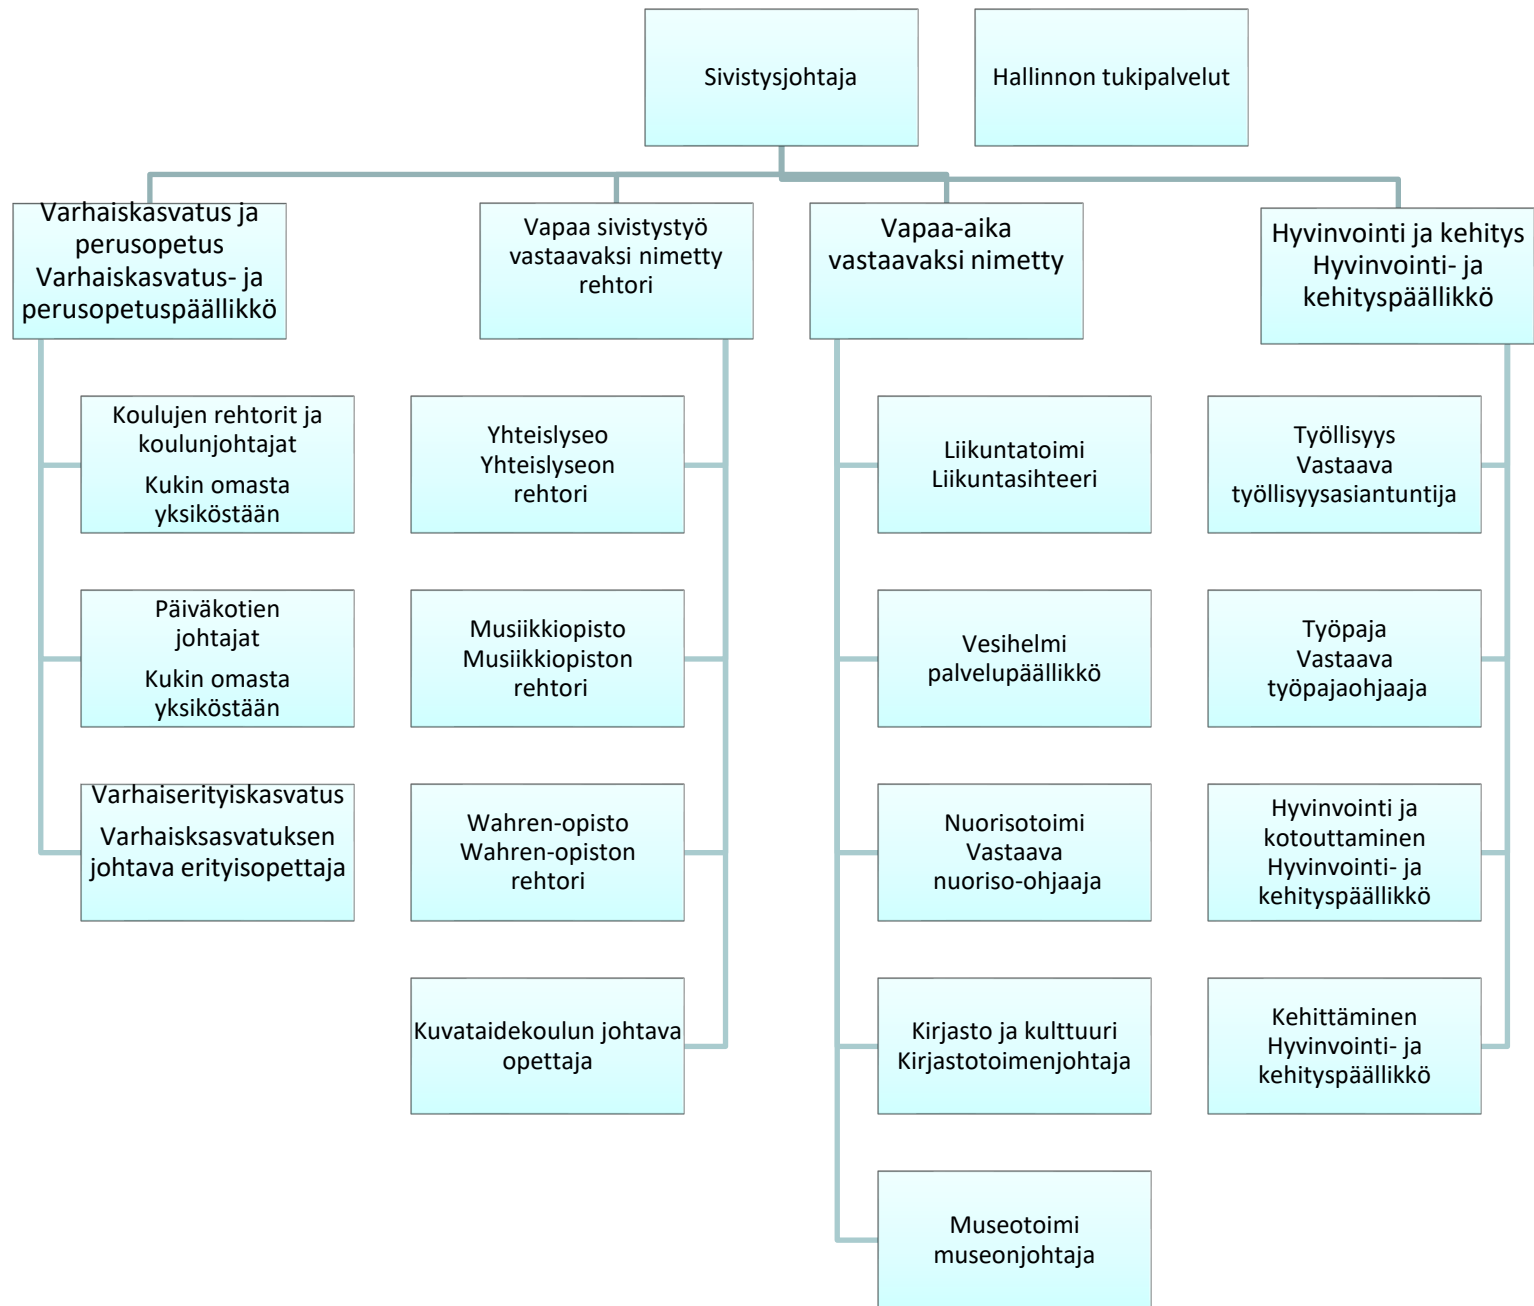 Sivistysjohtaja
Hallinnon tukipalvelut
Varhaiskasvatus ja
perusopetus
Varhaiskasvatus- ja
perusopetuspäällikkö
Vapaa sivistystyö
vastaavaksi nimetty
rehtori
Vapaa-aika
vastaavaksi nimetty
Hyvinvointi ja kehitys
Hyvinvointi- ja
kehityspäällikkö
Koulujen rehtorit ja
koulunjohtajat
Kukin omasta
yksiköstään
Yhteislyseo
Yhteislyseon
rehtori
Liikuntatoimi
Liikuntasihteeri
Työllisyys
Vastaava
työllisyysasiantuntija
Päiväkotien
johtajat
Kukin omasta
yksiköstään
Musiikkiopisto
Musiikkiopiston
rehtori
Vesihelmi
palvelupäällikkö
Työpaja
Vastaava
työpajaohjaaja
Varhaiserityiskasvatus
Varhaisksasvatuksen
johtava erityisopettaja
Wahren-opisto
Wahren-opiston
rehtori
Nuorisotoimi
Vastaava
nuoriso-ohjaaja
Hyvinvointi ja
kotouttaminen
Hyvinvointi- ja
kehityspäällikkö
Kuvataidekoulun johtava
opettaja
Kirjasto ja kulttuuri
Kirjastotoimenjohtaja
Kehittäminen
Hyvinvointi- ja
kehityspäällikkö
Museotoimi
museonjohtaja